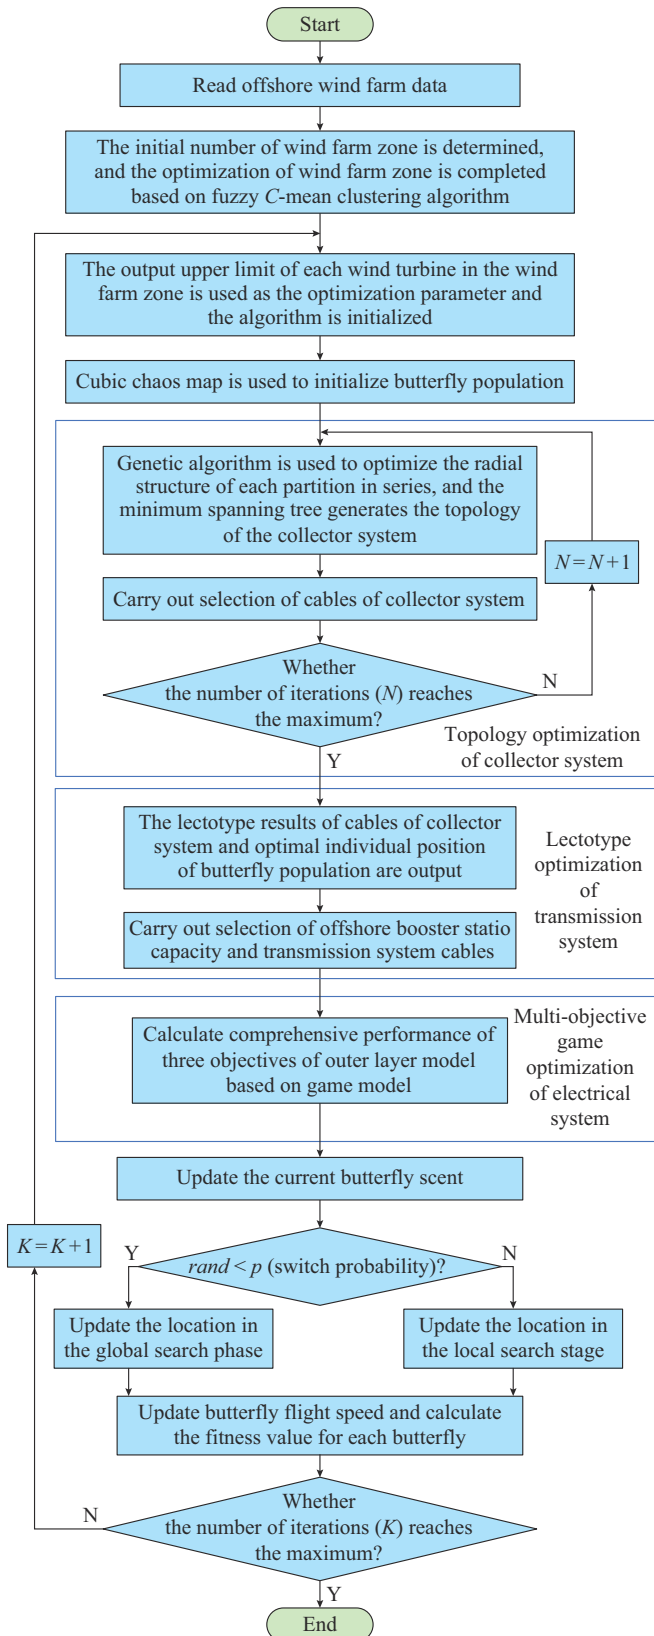 Start
Read offshore wind farm data
The initial number of wind farm zone is determined,
and the optimization of wind farm zone is completed
based on fuzzy C-mean clustering algorithm
The output upper limit of each wind turbine in the wind
farm zone is used as the optimization parameter and
the algorithm is initialized
Cubic chaos map is used to initialize butterfly population
Genetic algorithm is used to optimize the radial
structure of each partition in series, and the
minimum spanning tree generates the topology
of the collector system
N=N+1
Carry out selection of cables of collector system
Whether
the number of iterations (N) reaches
the maximum?
N
Y
Topology optimization
of collector system
The lectotype results of cables of collector
system and optimal individual position
of butterfly population are output
Carry out selection of offshore booster statio
capacity and transmission system cables
Lectotype
optimization
of
transmission
system
Calculate comprehensive performance of
three objectives of outer layer model
based on game model
Multi-objective
game
optimization
of electrical
system
Update the current butterfly scent
K=K+1
Y
rand < p (switch probability)?
N
Update the location in
the global search phase
Update the location in
the local search stage
Update butterfly flight speed and calculate
the fitness value for each butterfly
N
Whether
the number of iterations (K) reaches
the maximum?
Y
End